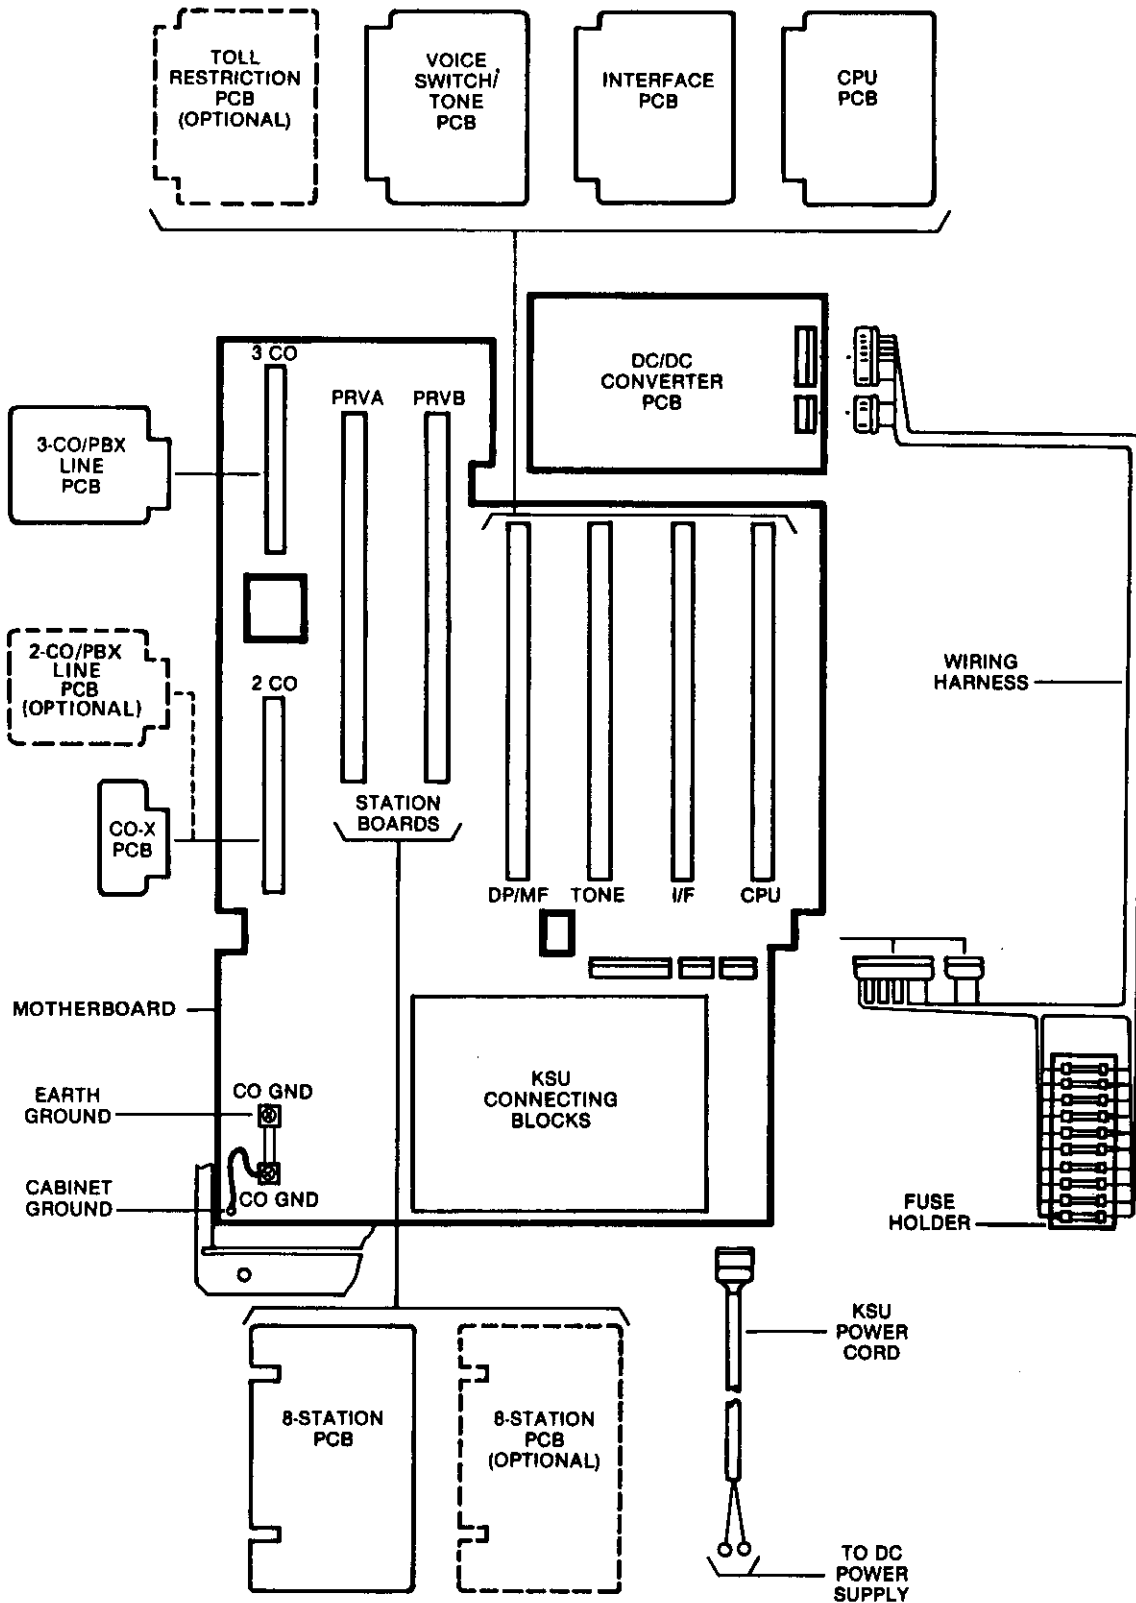 TOLL
RESTRICTION
PCB
(OPTIONAL)
VOICE
SWITCH/
TONE
PCB
INTERFACE
PCB
CPU
PCB
DC/DC
CONVERTER
PCB
3 CO
PRVA
PRVB
3-CO/PBX
LINE
PCB
2-CO/PBX
LINE
PCB
(OPTIONAL)
2 CO
WIRING
HARNESS
CO-X
PCB
STATION
BOARDS
DP/MF
TONE
I/F
CPU
MOTHERBOARD
EARTH
GROUND
CO GND
KSU
CONNECTING
BLOCKS
CABINET
GROUND
CO GND
FUSE
HOLDER
KSU
POWER
CORD
8-STATION
PCB
8-STATION
PCB
(OPTIONAL)
TO DC
POWER
SUPPLY